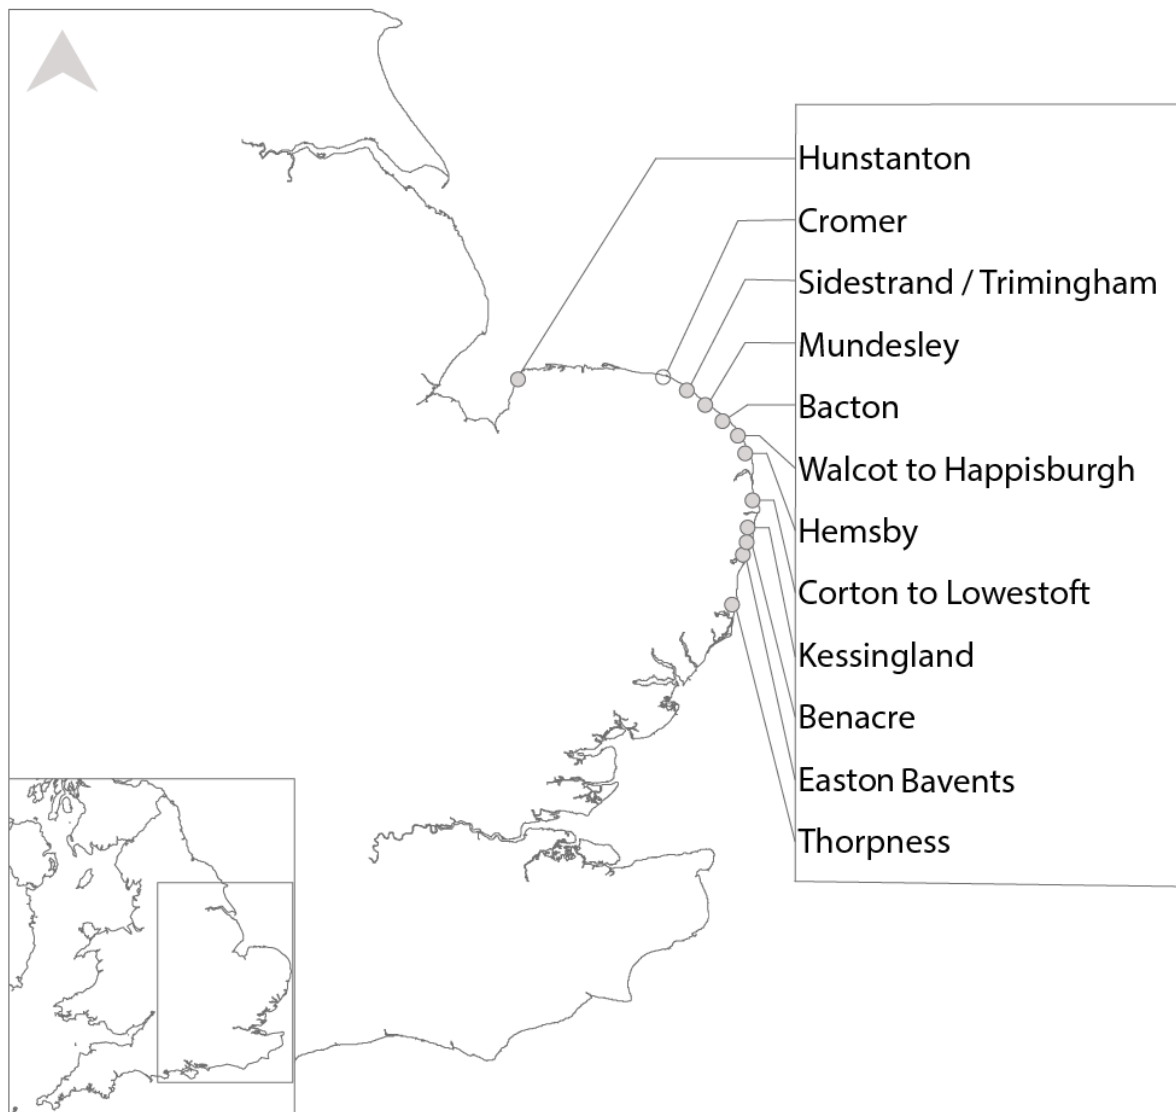 Hunstanton
Cromer
Sidestrand / Trimingham
Mundesley
Bacton
Walcot to Happisburgh
Hemsby
Corton to Lowestoft
Kessingland
Benacre
Easton Bavents
Thorpness